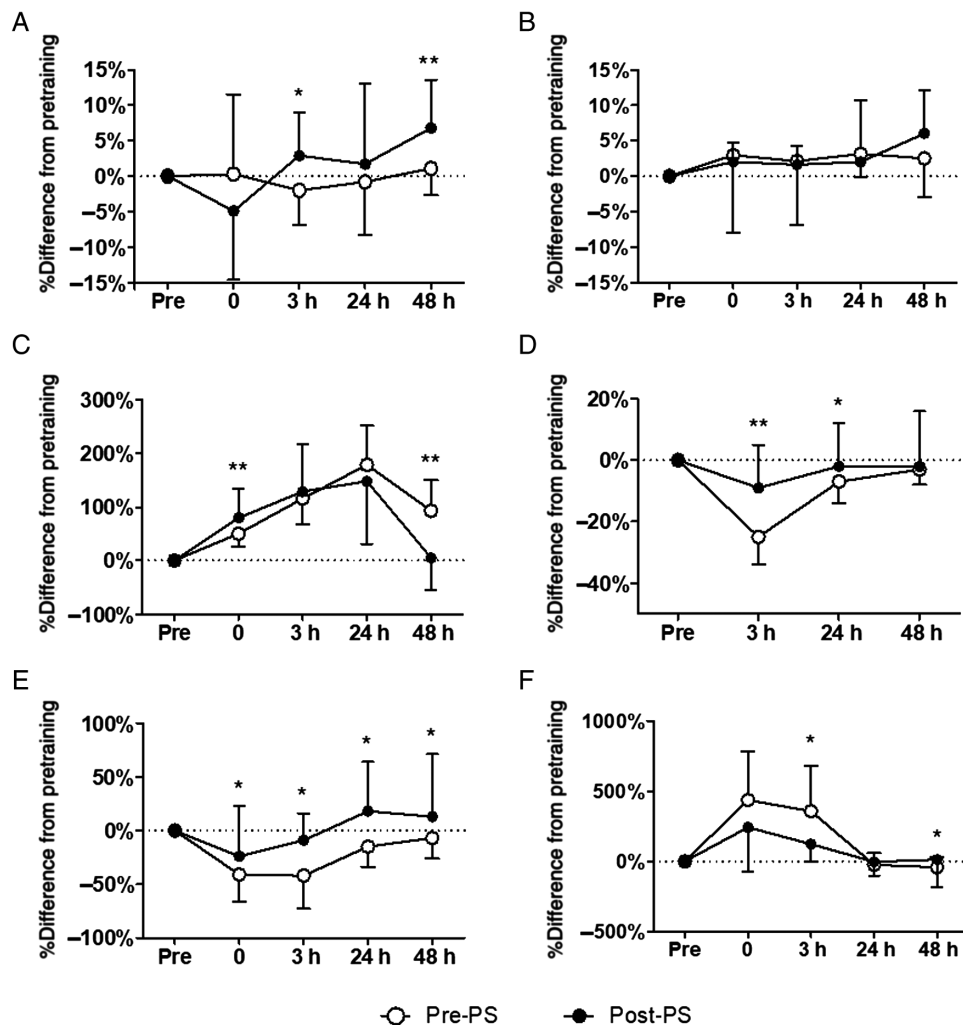 A
%Difference from pretraining
15%
10%
5%
0%
–5%
–10%
–15%
*
**
Pre 0 3 h 24 h 48 h
B
%Difference from pretraining
15%
10%
5%
0%
–5%
–10%
–15%
Pre 0 3 h 24 h 48 h
C
%Difference from pretraining
300%
200%
100%
0%
–100%
**
**
Pre 0 3 h 24 h 48 h
D
%Difference from pretraining
20%
0%
–20%
–40%
**
*
Pre 3 h 24 h 48 h
E
%Difference from pretraining
100%
50%
0%
–50%
–100%
*
*
*
*
Pre 0 3 h 24 h 48 h
F
%Difference from pretraining
1000%
500%
0%
–500%
*
*
Pre 0 3 h 24 h 48 h
Pre-PS Post-PS